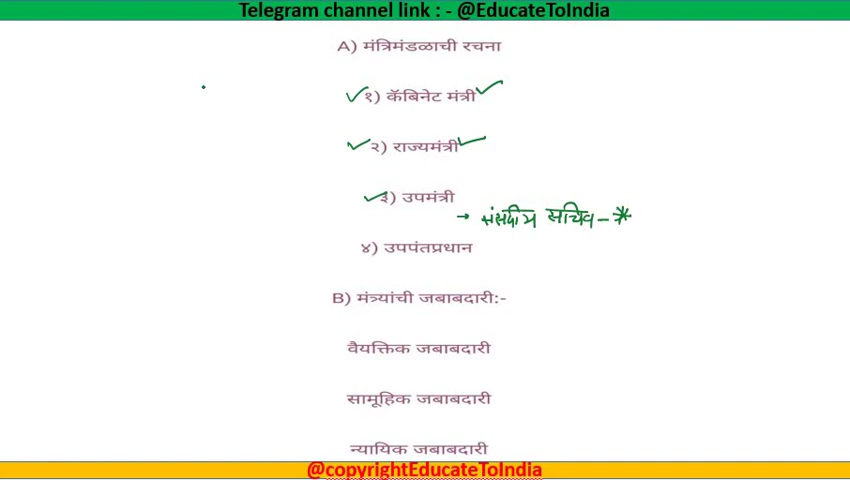 Telegram channel link : - @EducateToIndia
A) मंत्रिमंडळाची रचना
१) कॅबिनेट मंत्री
२) राज्यमंत्री
३) उपमंत्री
→ संसदीय सचिव - *
४) उपपंतप्रधान
B) मंत्र्यांची जबाबदारी:-
वैयक्तिक जबाबदारी
सामूहिक जबाबदारी
न्यायिक जबाबदारी
@copyrightEducateToIndia